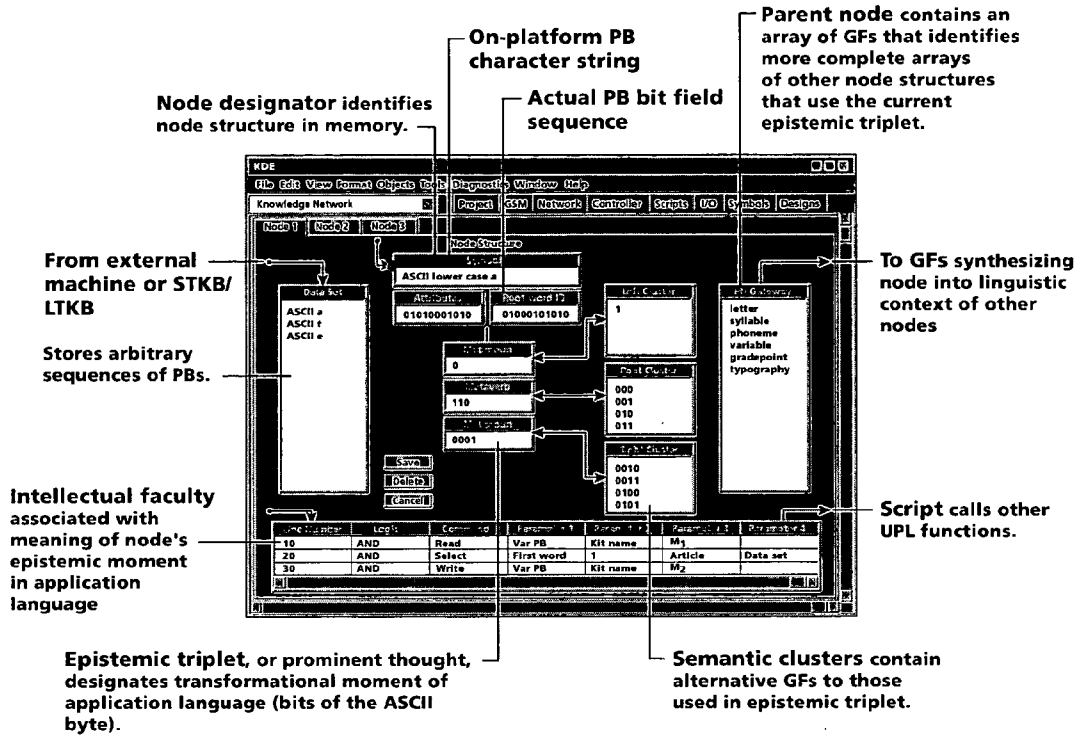 On-platform PB
character string
Parent node contains an
array of GFs that identifies
more complete arrays
of other node structures
that use the current
epistemic triplet.
Node designator identifies
node structure in memory.
Actual PB bit field
sequence
KDE
File Edit View Format Objects Tools Diagnostics Window Help
Knowledge Network
Project GSM Network Controller Scripts I/O Symbols Designs
Node 1 Node 2 Node 3
Node Structure
ASCII lower case a
From external
machine or STKB/
LTKB
To GFs synthesizing
node into linguistic
context of other
nodes
Data Set
ASCII a
ASCII t
ASCII e
Attributes
01010001010
Root word ID
01000101010
Left Cluster
1
letter
syllable
phoneme
variable
gradepoint
typography
Stores arbitrary
sequences of PBs.
0
Metaverb
110
0001
Root Cluster
000
001
010
011
Right Cluster
0010
0011
0100
0101
Save
Delete
Cancel
Intellectual faculty
associated with
meaning of node's
epistemic moment
in application
language
Script calls other
UPL functions.
Line Number Logic Command Parameter 1 Parameter 2 Parameter 3 Parameter 4
10 AND Read Var PB Kit name M1
20 AND Select First word 1 Article Data set
30 AND Write Var PB Kit name M2
Epistemic triplet, or prominent thought,
designates transformational moment of
application language (bits of the ASCII
byte).
Semantic clusters contain
alternative GFs to those
used in epistemic triplet.